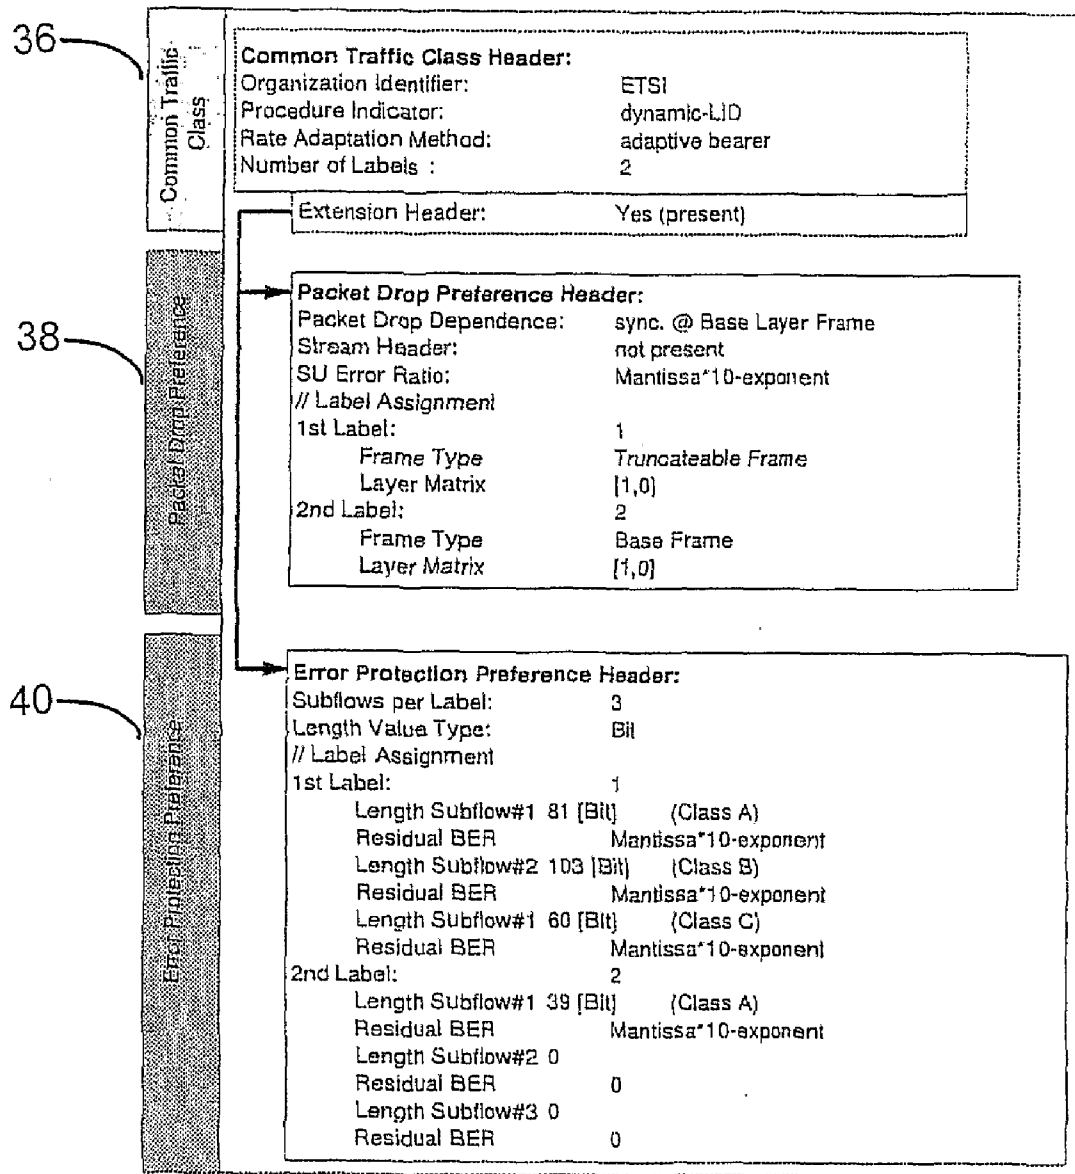 36
Common Traffic Class
Common Traffic Class Header:
Organization Identifier: ETSI
Procedure Indicator: dynamic-LID
Rate Adaptation Method: adaptive bearer
Number of Labels : 2
Extension Header: Yes (present)
38
Packet Drop Preference
Packet Drop Preference Header:
Packet Drop Dependence: sync. @ Base Layer Frame
Stream Header: not present
SU Error Ratio: Mantissa*10-exponent
// Label Assignment
1st Label: 1
Frame Type Truncateable Frame
Layer Matrix [1,0]
2nd Label: 2
Frame Type Base Frame
Layer Matrix [1,0]
40
Error Protection Preference
Error Protection Preference Header:
Subflows per Label: 3
Length Value Type: Bit
// Label Assignment
1st Label: 1
Length Subflow#1 81 [Bit] (Class A)
Residual BER Mantissa*10-exponent
Length Subflow#2 103 [Bit] (Class B)
Residual BER Mantissa*10-exponent
Length Subflow#1 60 [Bit] (Class C)
Residual BER Mantissa*10-exponent
2nd Label: 2
Length Subflow#1 39 [Bit] (Class A)
Residual BER Mantissa*10-exponent
Length Subflow#2 0
Residual BER 0
Length Subflow#3 0
Residual BER 0